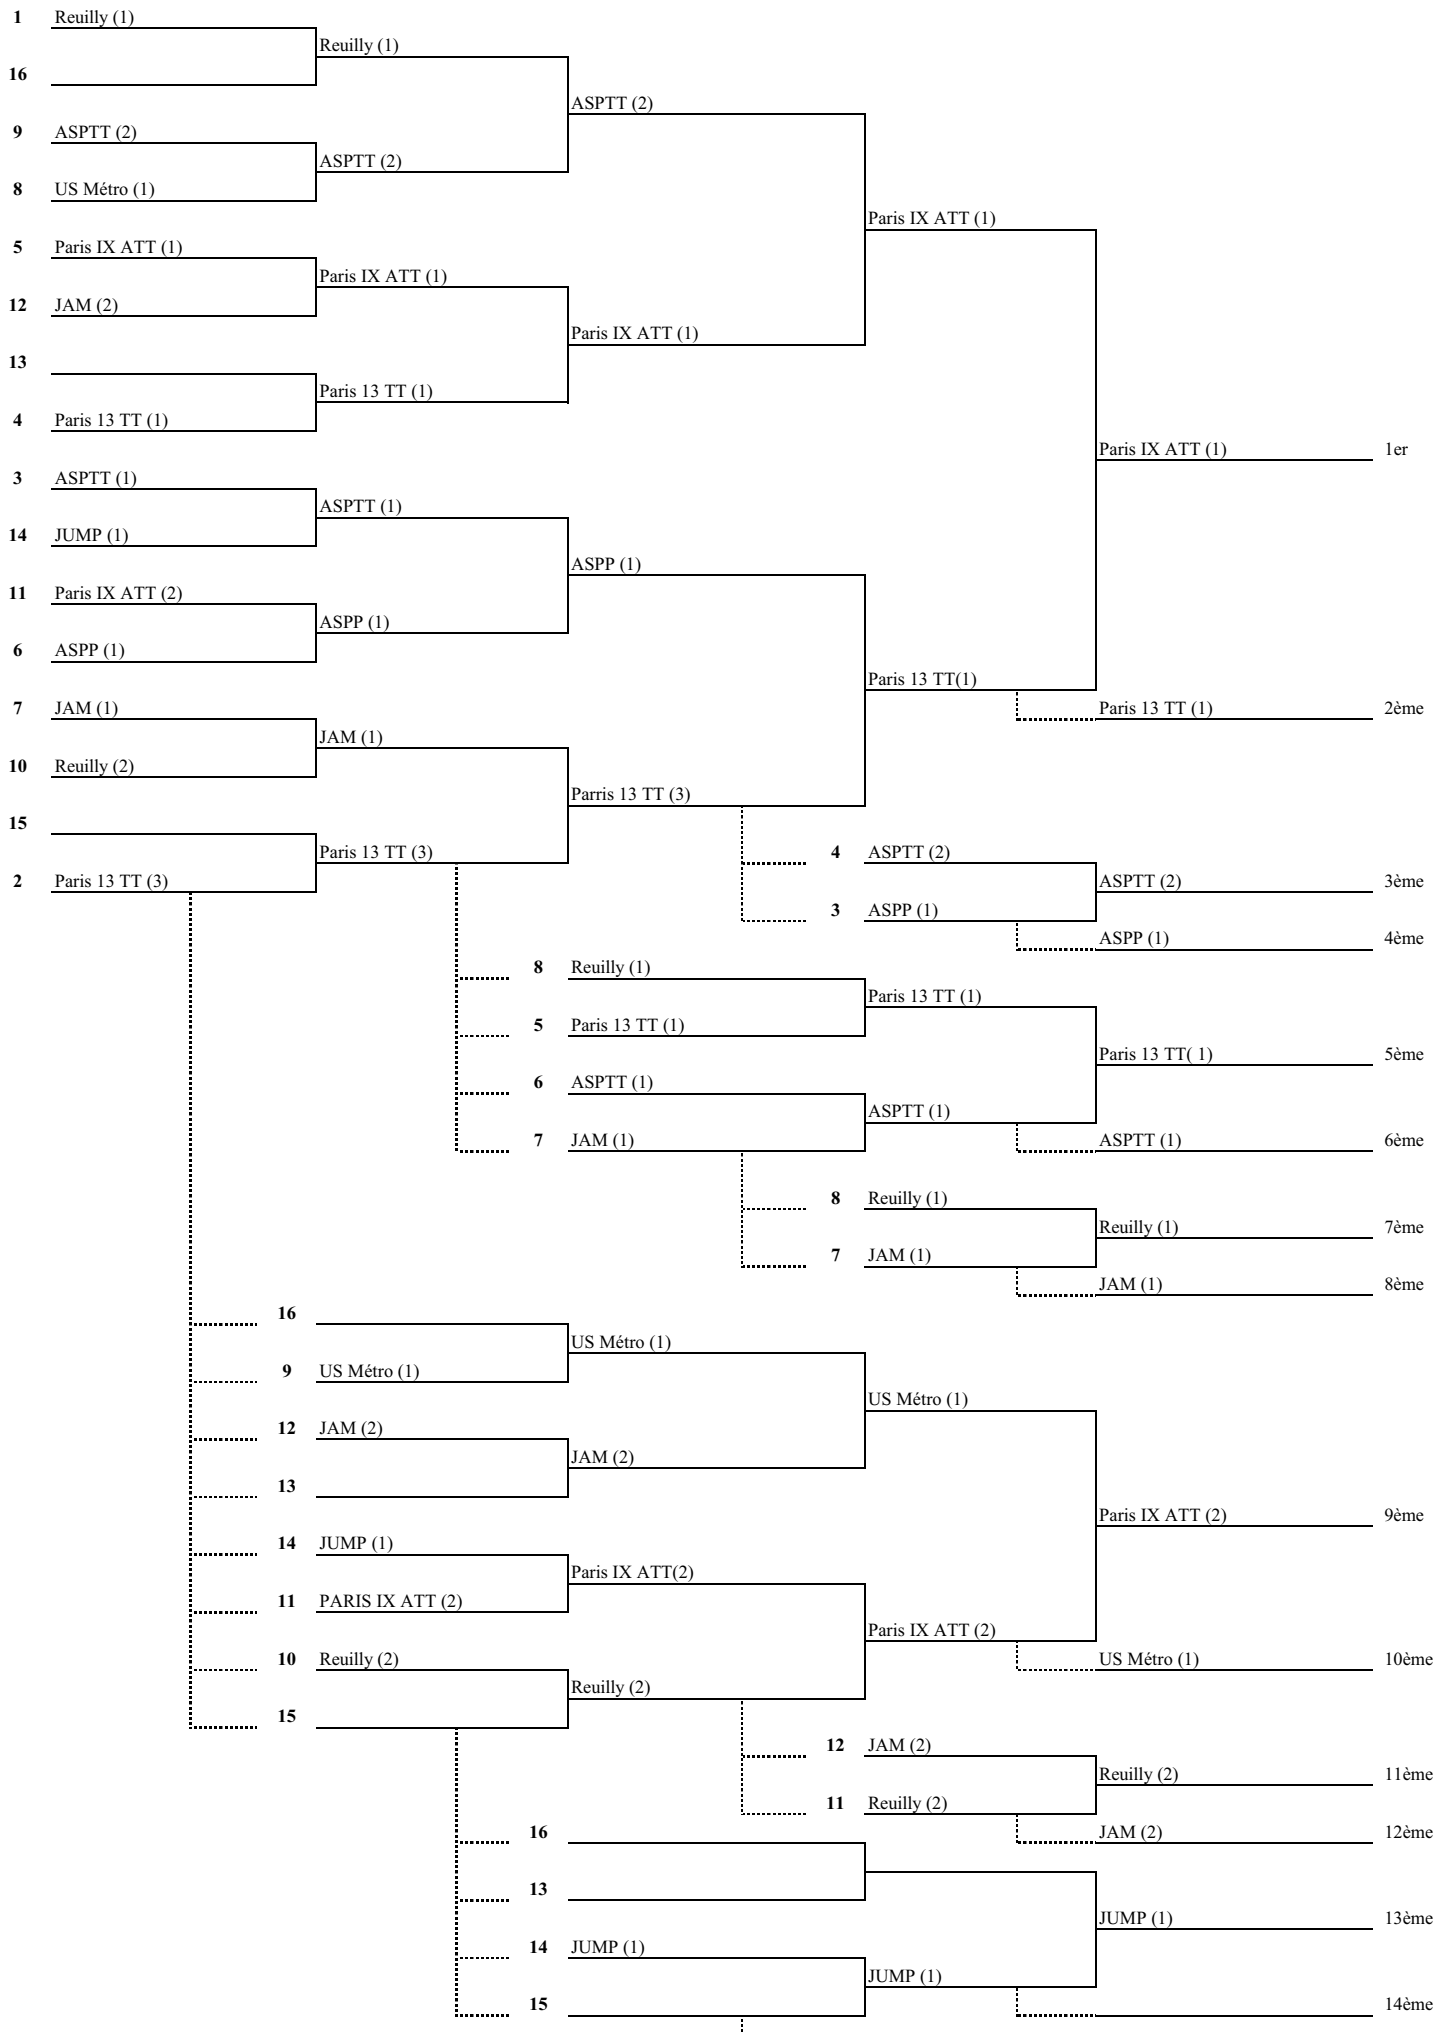 1 Reuilly (1)
Reuilly (1)
16
ASPTT (2)
9 ASPTT (2)
ASPTT (2)
8 US Métro (1)
Paris IX ATT (1)
5 Paris IX ATT (1)
Paris IX ATT (1)
12 JAM (2)
Paris IX ATT (1)
13
Paris 13 TT (1)
4 Paris 13 TT (1)
Paris IX ATT (1) 1er
3 ASPTT (1)
ASPTT (1)
14 JUMP (1)
ASPP (1)
11 Paris IX ATT (2)
ASPP (1)
6 ASPP (1)
Paris 13 TT(1)
7 JAM (1)
Paris 13 TT (1) 2ème
JAM (1)
10 Reuilly (2)
Parris 13 TT (3)
15
Paris 13 TT (3)
4 ASPTT (2)
2 Paris 13 TT (3)
ASPTT (2) 3ème
3 ASPP (1)
ASPP (1) 4ème
8 Reuilly (1)
Paris 13 TT (1)
5 Paris 13 TT (1)
Paris 13 TT( 1) 5ème
6 ASPTT (1)
ASPTT (1)
7 JAM (1)
ASPTT (1) 6ème
8 Reuilly (1)
Reuilly (1) 7ème
7 JAM (1)
JAM (1) 8ème
16
US Métro (1)
9 US Métro (1)
US Métro (1)
12 JAM (2)
JAM (2)
13
Paris IX ATT (2) 9ème
14 JUMP (1)
Paris IX ATT(2)
11 PARIS IX ATT (2)
Paris IX ATT (2)
10 Reuilly (2)
US Métro (1) 10ème
Reuilly (2)
15
12 JAM (2)
Reuilly (2) 11ème
11 Reuilly (2)
16
JAM (2) 12ème
13
JUMP (1) 13ème
14 JUMP (1)
JUMP (1)
15
14ème